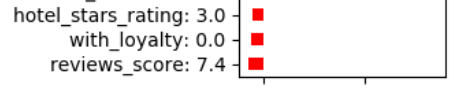 hotel_stars_rating: 3.0
with_loyalty: 0.0
reviews_score: 7.4